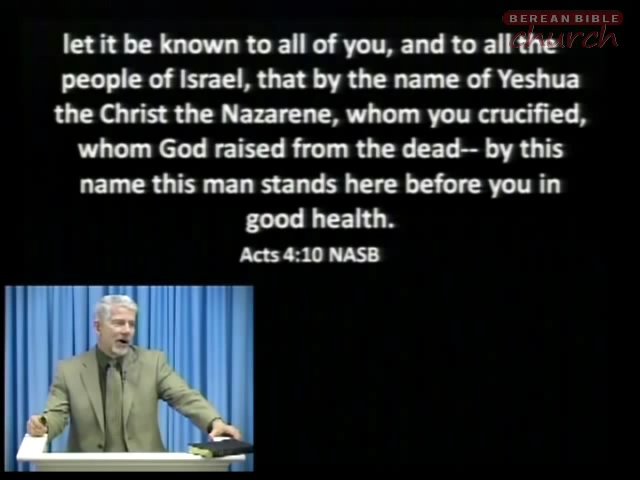 BEREAN BIBLE
church
let it be known to all of you, and to all the
people of Israel, that by the name of Yeshua
the Christ the Nazarene, whom you crucified,
whom God raised from the dead-- by this
name this man stands here before you in
good health.
Acts 4:10 NASB